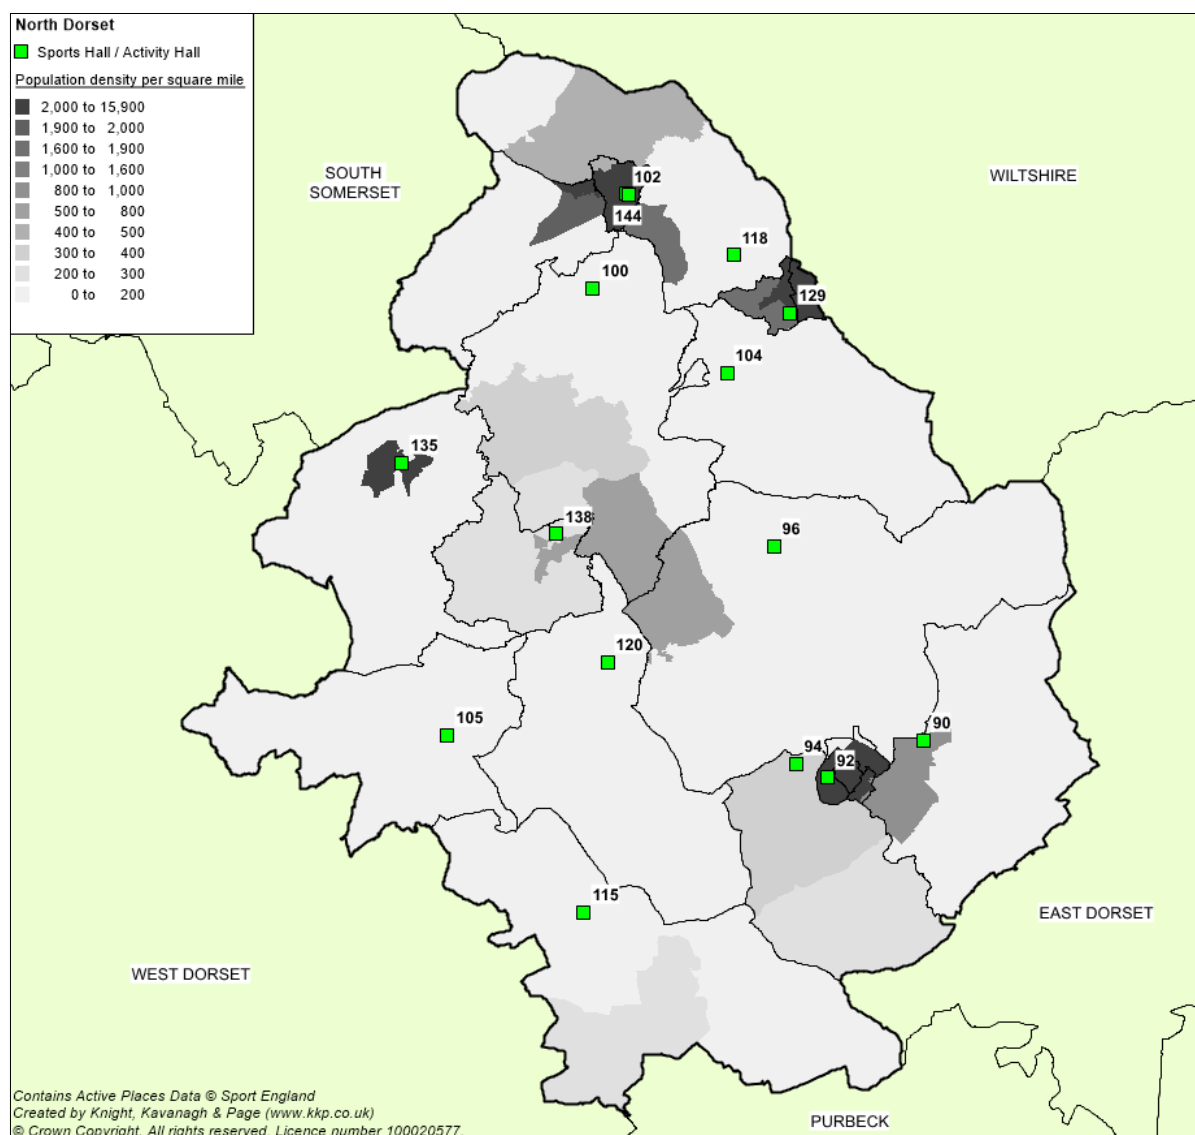 North Dorset
Sports Hall / Activity Hall
Population density per square mile
2,000 to 15,900
1,900 to 2,000
1,600 to 1,900
1,000 to 1,600
800 to 1,000
500 to 800
400 to 500
300 to 400
200 to 300
0 to 200
SOUTH
SOMERSET
WILTSHIRE
102
144
118
100
129
104
135
138
96
120
105
90
94
92
115
EAST DORSET
WEST DORSET
PURBECK
Contains Active Places Data © Sport England
Created by Knight, Kavanagh & Page (www.kkp.co.uk)
© Crown Copyright. All rights reserved. Licence number 100020577.